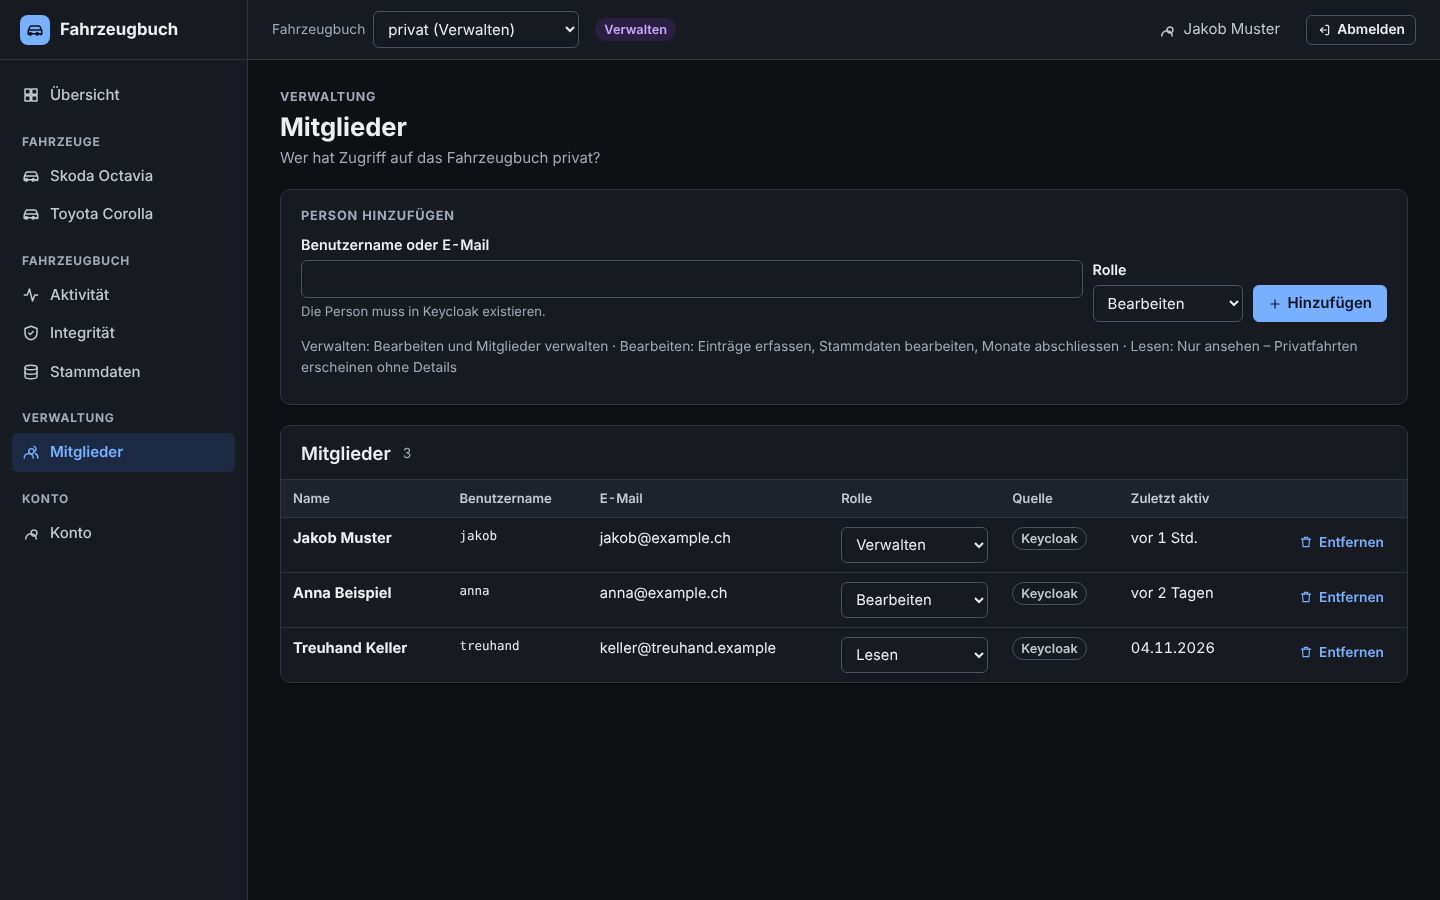 Fahrzeugbuch
Fahrzeugbuch privat (Verwalten) Verwalten Jakob Muster Abmelden
Übersicht
FAHRZEUGE
Skoda Octavia
Toyota Corolla
FAHRZEUGBUCH
Aktivität
Integrität
Stammdaten
VERWALTUNG
Mitglieder
KONTO
Konto
VERWALTUNG
Mitglieder
Wer hat Zugriff auf das Fahrzeugbuch privat?
PERSON HINZUFÜGEN
Benutzername oder E-Mail
Rolle
Bearbeiten + Hinzufügen
Die Person muss in Keycloak existieren.
Verwalten: Bearbeiten und Mitglieder verwalten · Bearbeiten: Einträge erfassen, Stammdaten bearbeiten, Monate abschliessen · Lesen: Nur ansehen – Privatfahrten
erscheinen ohne Details
Mitglieder 3
Name Benutzername E-Mail Rolle Quelle Zuletzt aktiv
Jakob Muster jakob jakob@example.ch Verwalten Keycloak vor 1 Std. Entfernen
Anna Beispiel anna anna@example.ch Bearbeiten Keycloak vor 2 Tagen Entfernen
Treuhand Keller treuhand keller@treuhand.example Lesen Keycloak 04.11.2026 Entfernen